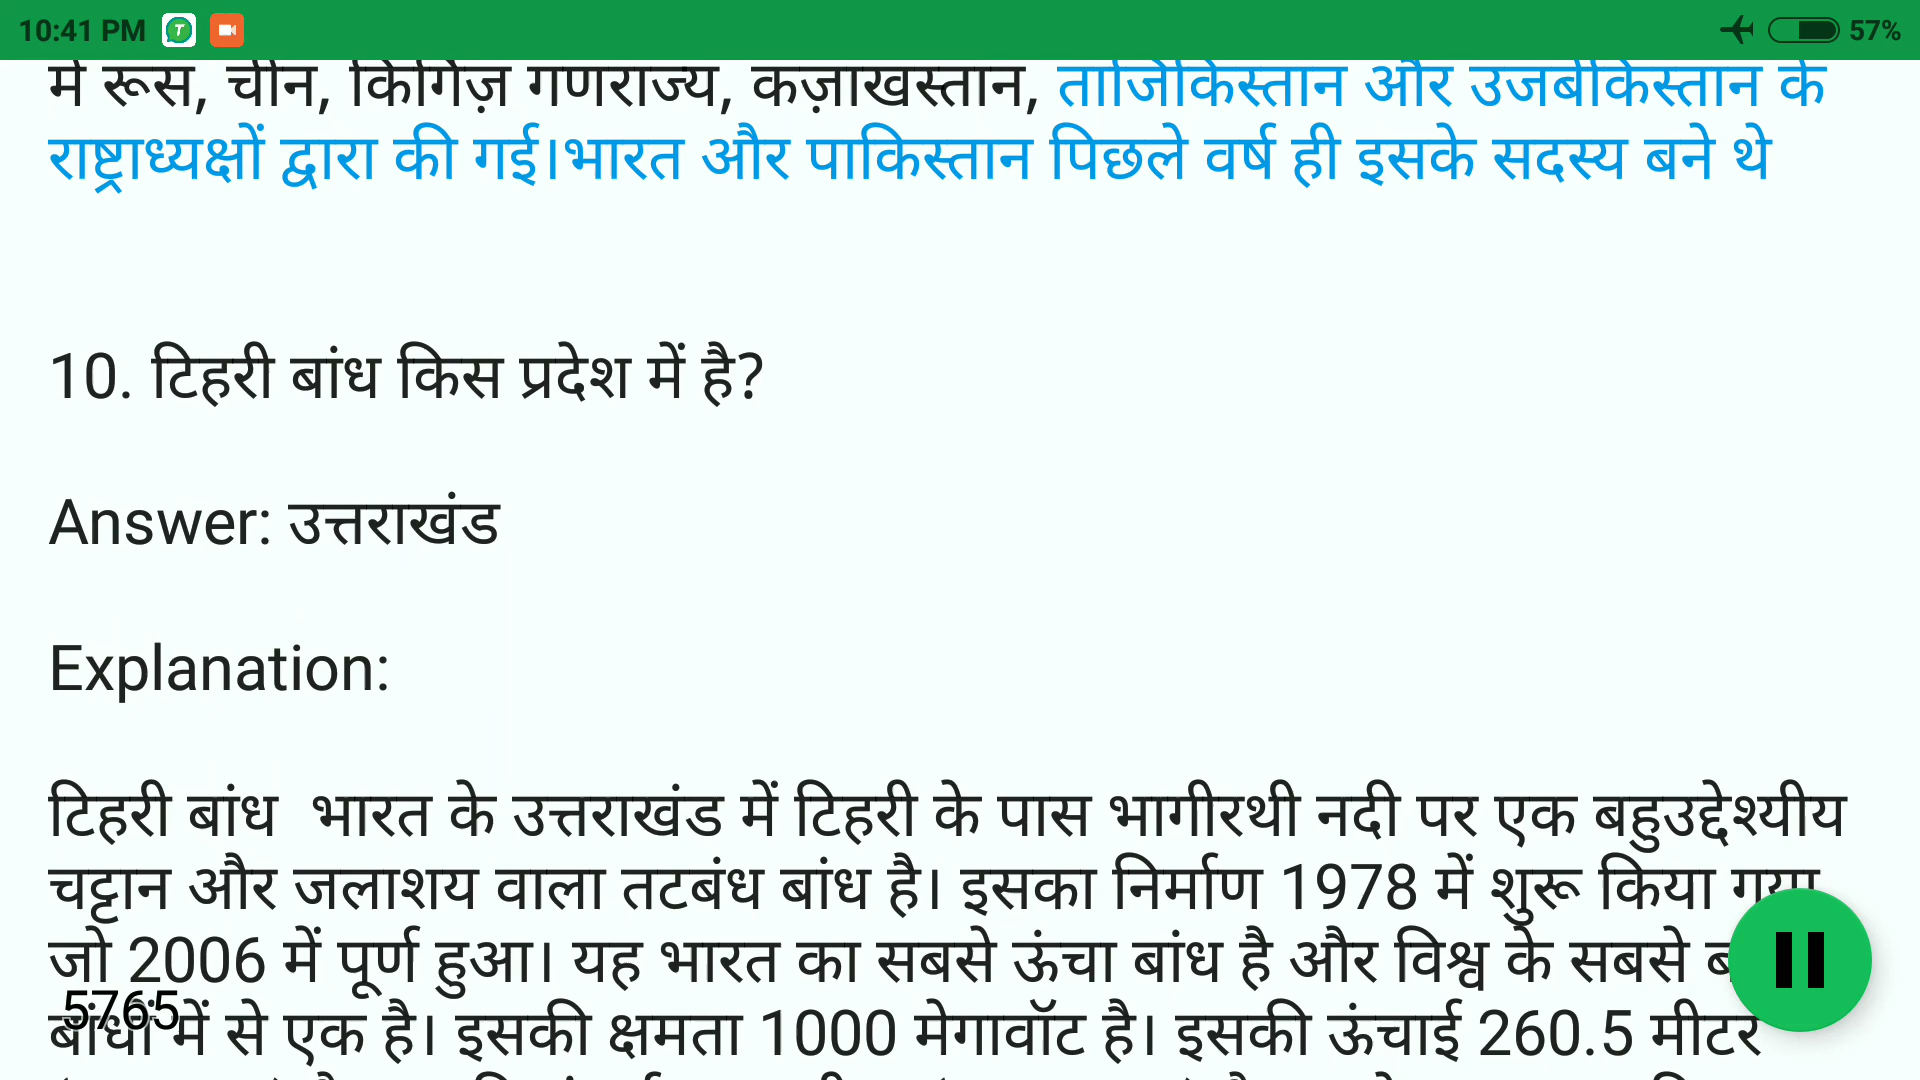 10:41 PM 57%
में रूस, चीन, किर्गिज़ गणराज्य, कज़ाखस्तान, ताजिकिस्तान और उजबेकिस्तान के
राष्ट्राध्यक्षों द्वारा की गई।भारत और पाकिस्तान पिछले वर्ष ही इसके सदस्य बने थे
10. टिहरी बांध किस प्रदेश में है?
Answer: उत्तराखंड
Explanation:
टिहरी बांध भारत के उत्तराखंड में टिहरी के पास भागीरथी नदी पर एक बहुउद्देश्यीय
चट्टान और जलाशय वाला तटबंध बांध है। इसका निर्माण 1978 में शुरू किया गया
जो 2006 में पूर्ण हुआ। यह भारत का सबसे ऊंचा बांध है और विश्व के सबसे
5765
बांधों में से एक है। इसकी क्षमता 1000 मेगावॉट है। इसकी ऊंचाई 260.5 मीटर